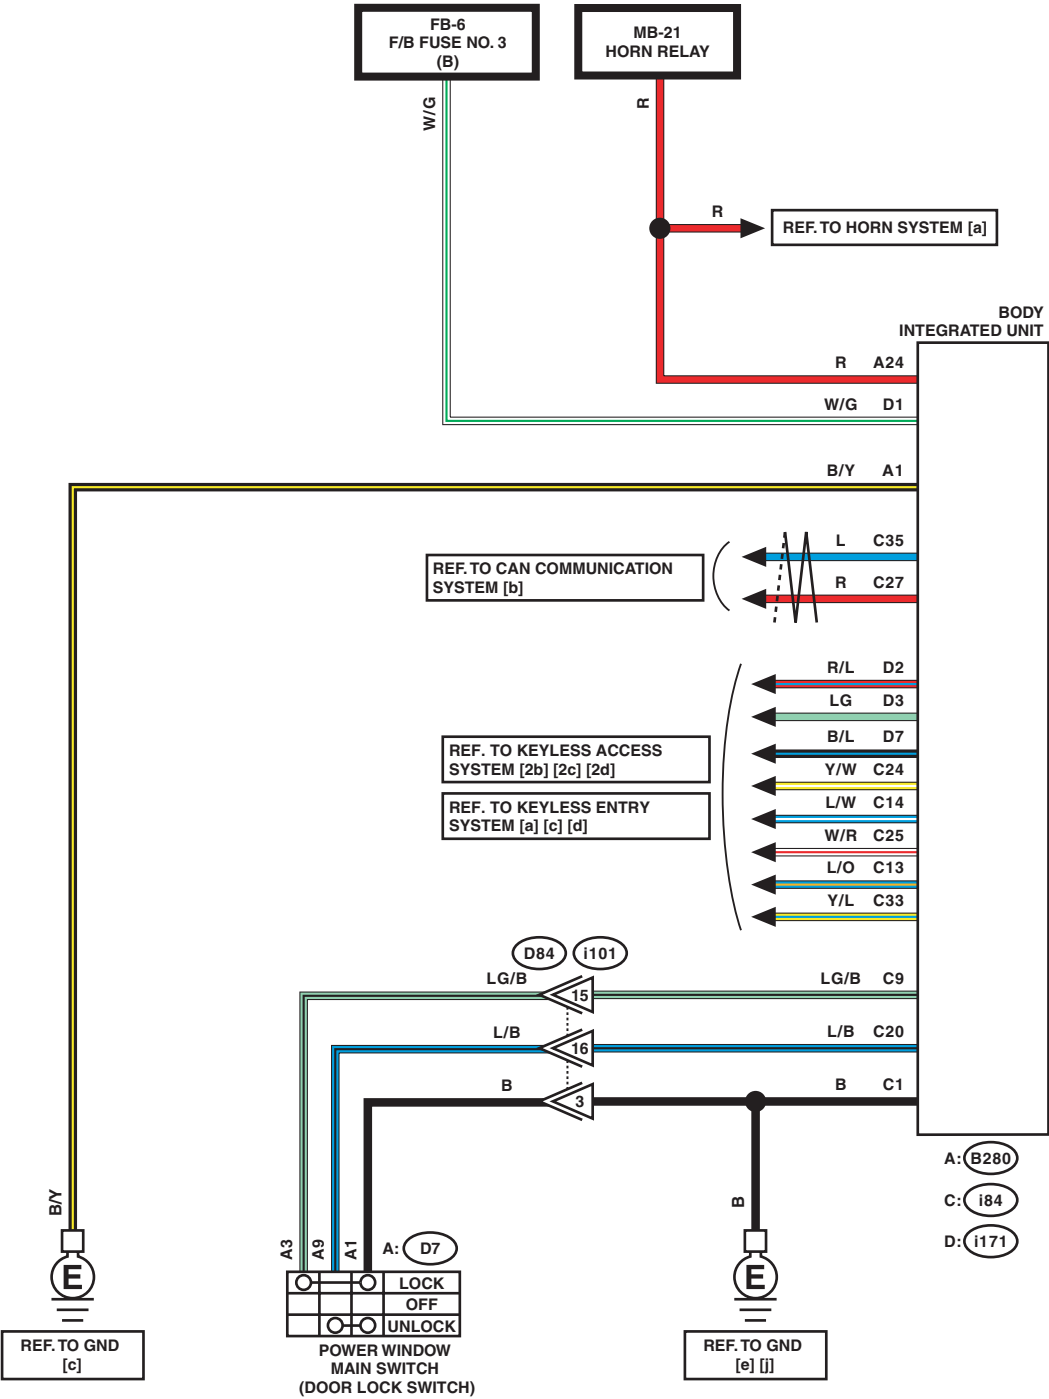 FB-6
F/B FUSE NO. 3
(B)
MB-21
HORN RELAY
W/G
R
R
REF. TO HORN SYSTEM [a]
BODY
INTEGRATED UNIT
R A24
W/G D1
B/Y A1
L C35
REF. TO CAN COMMUNICATION
SYSTEM [b]
R C27
R/L D2
LG D3
B/L D7
REF. TO KEYLESS ACCESS
SYSTEM [2b] [2c] [2d]
Y/W C24
REF. TO KEYLESS ENTRY
SYSTEM [a] [c] [d]
L/W C14
W/R C25
L/O C13
Y/L C33
D84 i101
LG/B 15 LG/B C9
L/B 16 L/B C20
B 3 B C1
A: B280
C: i84
D: i171
B/Y
B
A3 A9 A1 A: D7
E
LOCK
OFF
UNLOCK
E
REF. TO GND
[c]
POWER WINDOW
MAIN SWITCH
(DOOR LOCK SWITCH)
REF. TO GND
[e] [j]